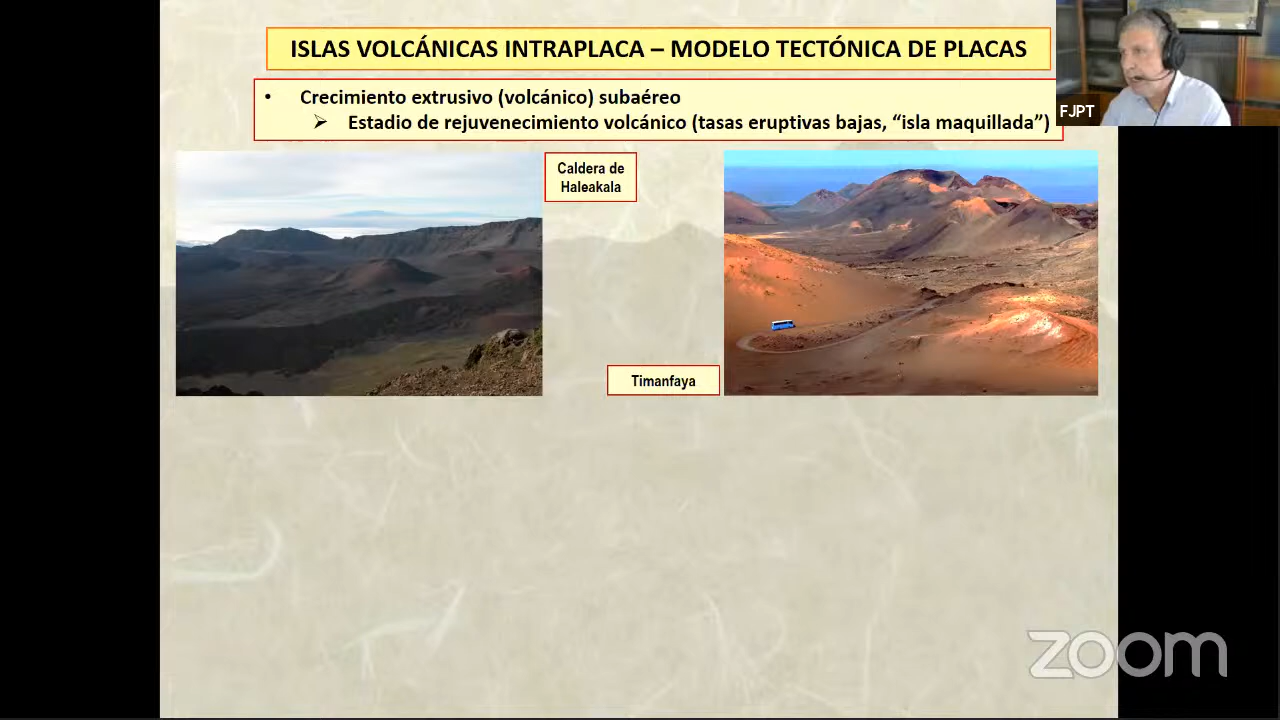 ISLAS VOLCÁNICAS INTRAPLACA – MODELO TECTÓNICA DE PLACAS
• Crecimiento extrusivo (volcánico) subaéreo
➢ Estadio de rejuvenecimiento volcánico (tasas eruptivas bajas, “isla maquillada”)
FJPT
Caldera de
Haleakala
Timanfaya
zoom